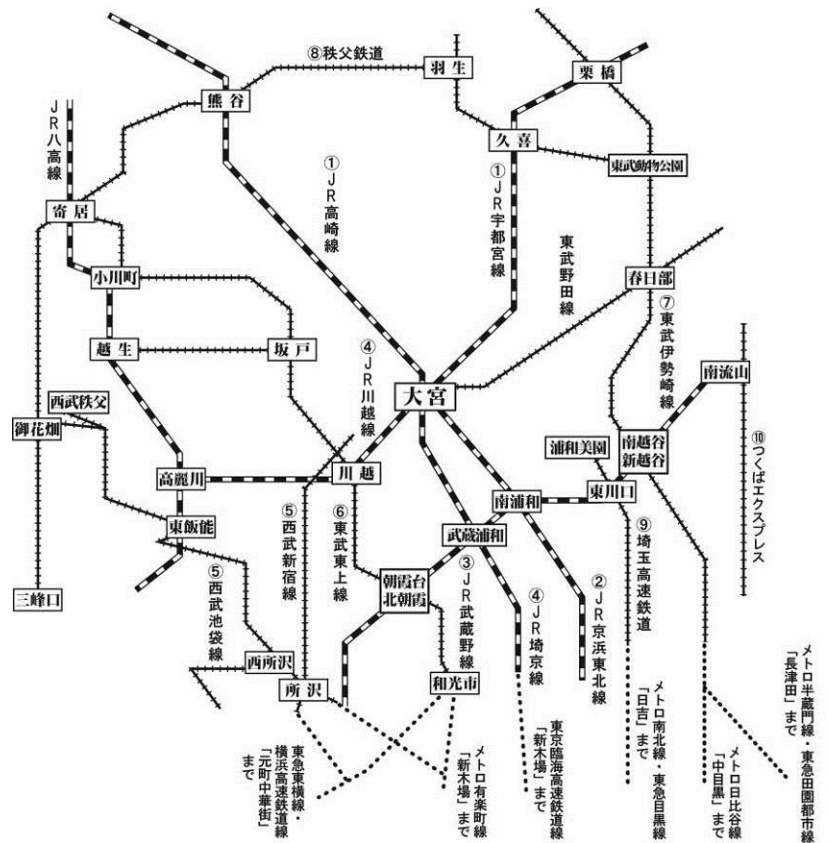 ⑧秩父鉄道
羽生
栗橋
熊谷
JR八高線
久喜
東武動物公園
①JR高崎線
①JR宇都宮線
寄居
東武野田線
小川町
春日部
⑦東武伊勢崎線
越生
坂戸
④JR川越線
南流山
大宮
西武秩父
御花畑
浦和美園
南越谷
新越谷
⑩つくばエクスプレス
高麗川
川越
南浦和
東川口
東飯能
⑤西武新宿線
⑥東武東上線
武蔵浦和
⑨埼玉高速鉄道
⑤西武池袋線
朝霞台
北朝霞
③JR武蔵野線
④JR埼京線
②JR京浜東北線
三峰口
西所沢
所沢
和光市
東急東横線・
横浜高速鉄道線
「元町中華街」
まで
メトロ有楽町線
「新木場」まで
東京臨海高速鉄道線
「新木場」まで
メトロ南北線・東急目黒線
「日吉」まで
メトロ日比谷線
「中目黒」まで
メトロ半蔵門線・東急田園都市線
「長津田」まで